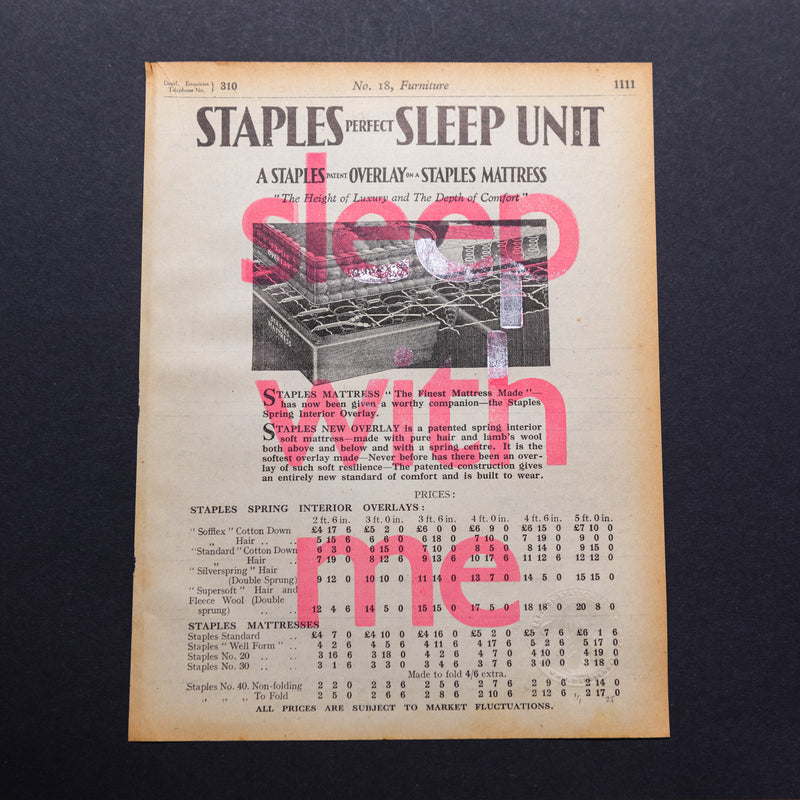 Deptl. Enquiries } 310
Telephone No.
No. 18, Furniture
1111
STAPLES PERFECT SLEEP UNIT
A STAPLES PATENT OVERLAY ON A STAPLES MATTRESS
"The Height of Luxury and The Depth of Comfort"
sleep
STAPLES
OVERLAY
STAPLES
MATTRESS
with
STAPLES MATTRESS "The Finest Mattress Made"—
has now been given a worthy companion—the Staples
Spring Interior Overlay.
STAPLES NEW OVERLAY is a patented spring interior
soft mattress—made with pure hair and lamb's wool
both above and below and with a spring centre. It is the
softest overlay made—Never before has there been an over-
lay of such soft resilience—The patented construction gives
an entirely new standard of comfort and is built to wear.
PRICES:
STAPLES SPRING INTERIOR OVERLAYS:
2 ft. 6 in. 3 ft. 0 in. 3 ft. 6 in. 4 ft. 0 in. 4 ft. 6 in. 5 ft. 0 in.
"Sofflex" Cotton Down £4 17 6 £5 2 0 £6 0 0 £6 9 0 £6 15 0 £7 10 0
„ Hair .. .. 5 15 6 6 6 0 6 18 0 7 10 0 7 19 0 9 0 0
"Standard" Cotton Down 6 3 0 6 15 0 7 10 0 8 5 0 8 14 0 9 15 0
„ Hair .. 7 19 0 8 12 6 9 13 6 10 17 6 11 12 6 12 12 0
"Silverspring" Hair
(Double Sprung) 9 12 0 10 10 0 11 14 0 13 7 0 14 5 0 15 15 0
"Supersoft" Hair and
Fleece Wool (Double
sprung) .. .. 12 4 6 14 5 0 15 15 0 17 5 0 18 18 0 20 8 0
me
STAPLES MATTRESSES
Staples Standard .. £4 7 0 £4 10 0 £4 16 0 £5 2 0 £5 7 6 £6 1 6
Staples "Well Form" .. 4 2 6 4 5 6 4 11 6 4 17 6 5 2 6 5 17 0
Staples No. 20 .. .. 3 16 6 3 18 0 4 2 6 4 7 0 4 10 0 4 19 0
Staples No. 30 .. .. 3 1 6 3 3 0 3 4 6 3 7 6 3 10 0 3 18 0
Made to fold 4/6 extra.
Staples No. 40. Non-folding 2 2 0 2 3 6 2 5 6 2 7 6 2 9 6 2 14 0
„ „ „ To Fold 2 5 0 2 6 6 2 8 6 2 10 6 2 12 6 2 17 0
ALL PRICES ARE SUBJECT TO MARKET FLUCTUATIONS.